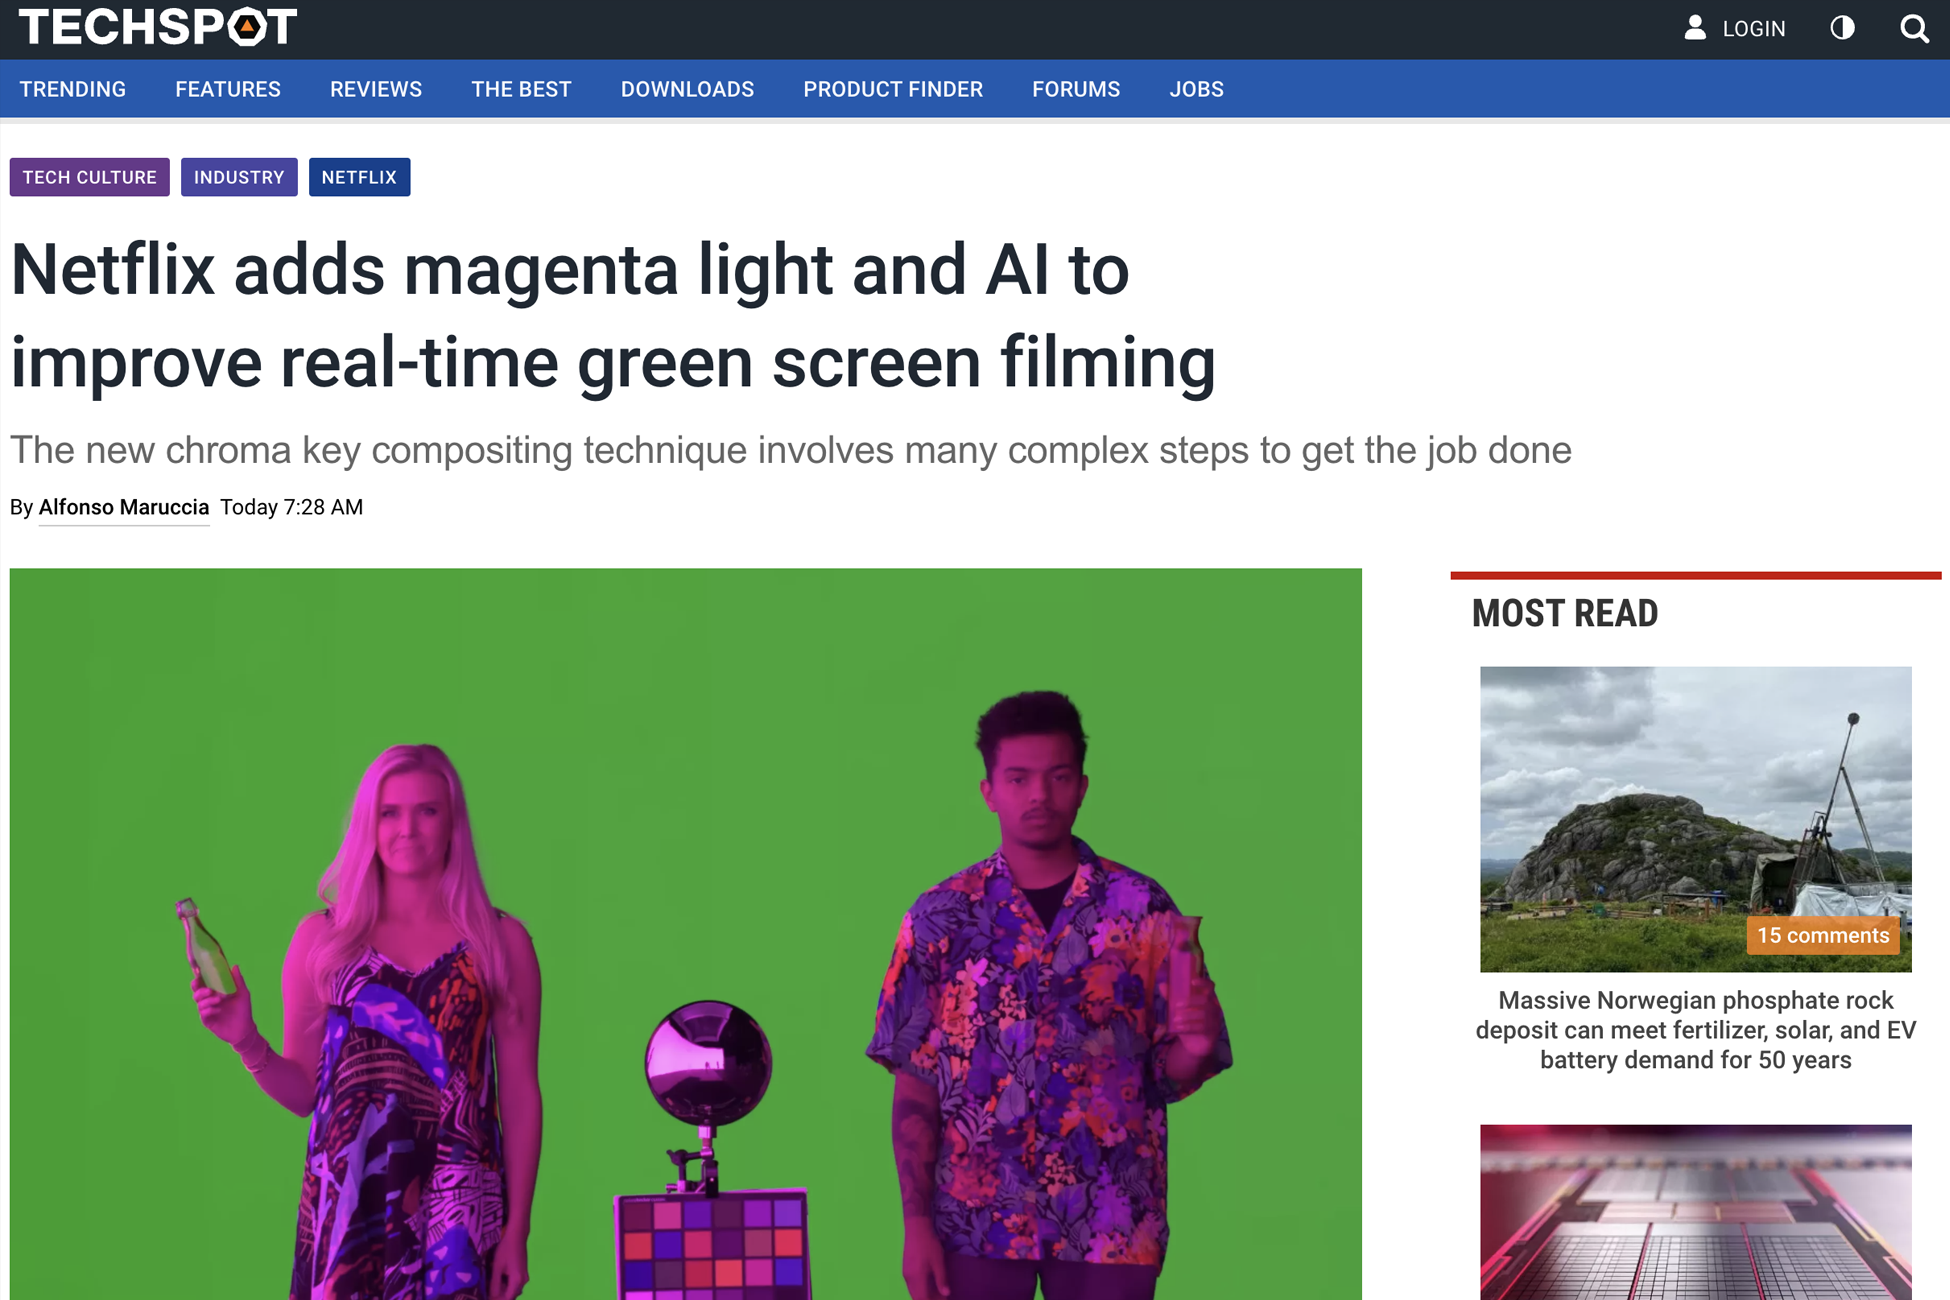 TECHSPOT
LOGIN
TRENDING
FEATURES
REVIEWS
THE BEST
DOWNLOADS
PRODUCT FINDER
FORUMS
JOBS
TECH CULTURE
INDUSTRY
NETFLIX
Netflix adds magenta light and AI to
improve real-time green screen filming
The new chroma key compositing technique involves many complex steps to get the job done
By Alfonso Maruccia Today 7:28 AM
MOST READ
15 comments
Massive Norwegian phosphate rock
deposit can meet fertilizer, solar, and EV
battery demand for 50 years